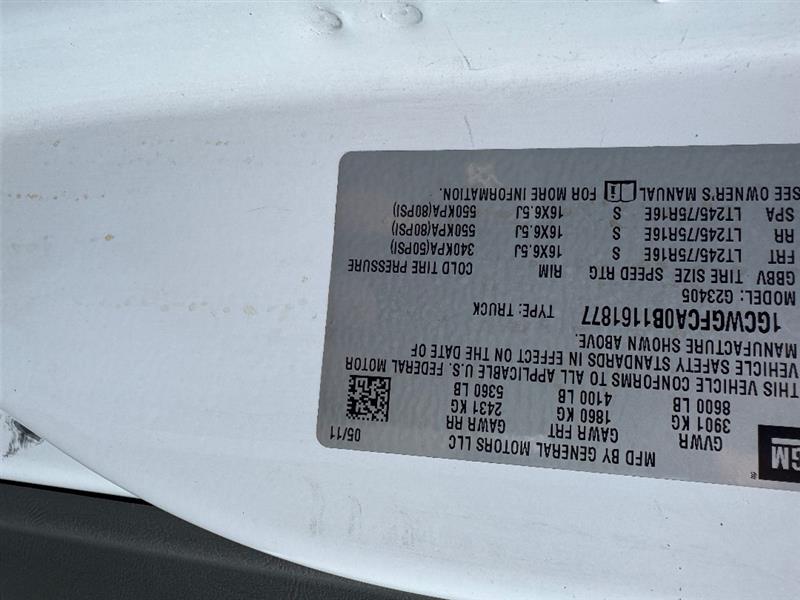 GM
MFD BY GENERAL MOTORS LLC 05/11
GVWR GAWR FRT GAWR RR
3901 KG 1860 KG 2431 KG
8600 LB 4100 LB 5360 LB
THIS VEHICLE CONFORMS TO ALL APPLICABLE U.S. FEDERAL MOTOR
VEHICLE SAFETY STANDARDS IN EFFECT ON THE DATE OF
MANUFACTURE SHOWN ABOVE.
1GCWGFCA0B1161877 TYPE: TRUCK
MODEL: G23405
GBBV TIRE SIZE SPEED RTG RIM COLD TIRE PRESSURE
FRT LT245/75R16E S 16X6.5J 340KPA(50PSI)
RR LT245/75R16E S 16X6.5J 550KPA(80PSI)
SPA LT245/75R16E S 16X6.5J 550KPA(80PSI)
SEE OWNER'S MANUAL FOR MORE INFORMATION.